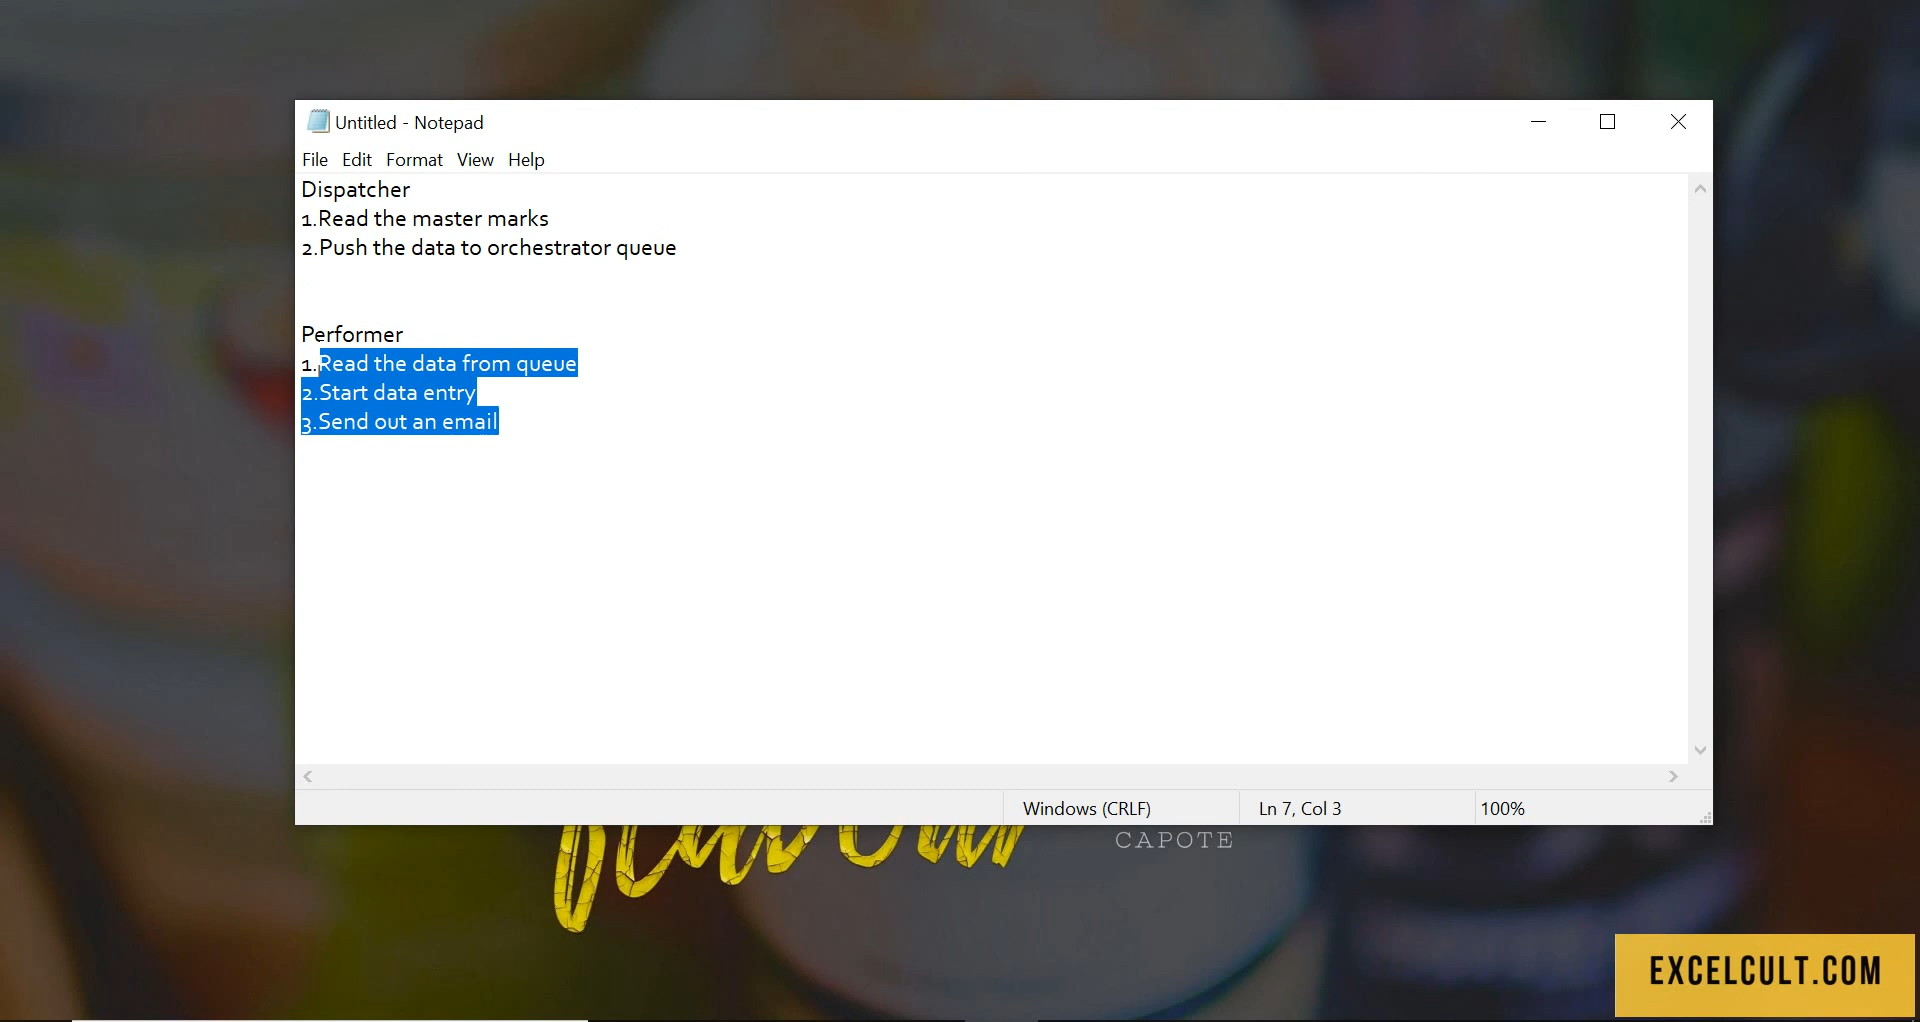 Untitled - Notepad
File Edit Format View Help
Dispatcher
1.Read the master marks
2.Push the data to orchestrator queue
Performer
1.Read the data from queue
2.Start data entry
3.Send out an email
Windows (CRLF) Ln 7, Col 3 100%
CAPOTE
EXCELCULT.COM